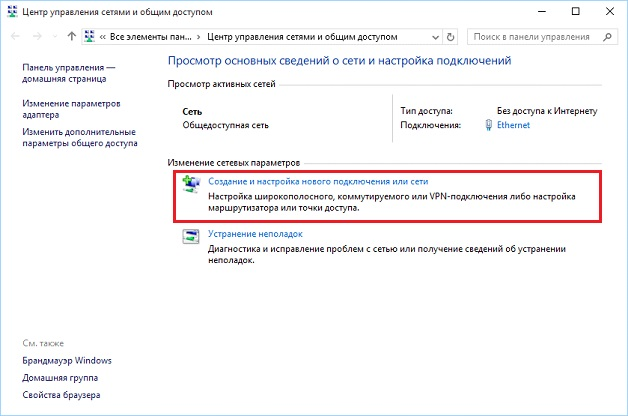 Центр управления сетями и общим доступом
« Все элементы пан... › Центр управления сетями и общим доступом
Поиск в панели управления
Панель управления —
домашняя страница
Изменение параметров
адаптера
Изменить дополнительные
параметры общего доступа
Просмотр основных сведений о сети и настройка подключений
Просмотр активных сетей
Сеть
Общедоступная сеть
Тип доступа: Без доступа к Интернету
Подключения: Ethernet
Изменение сетевых параметров
Создание и настройка нового подключения или сети
Настройка широкополосного, коммутируемого или VPN-подключения либо настройка
маршрутизатора или точки доступа.
Устранение неполадок
Диагностика и исправление проблем с сетью или получение сведений об устранении
неполадок.
См. также
Брандмауэр Windows
Домашняя группа
Свойства браузера